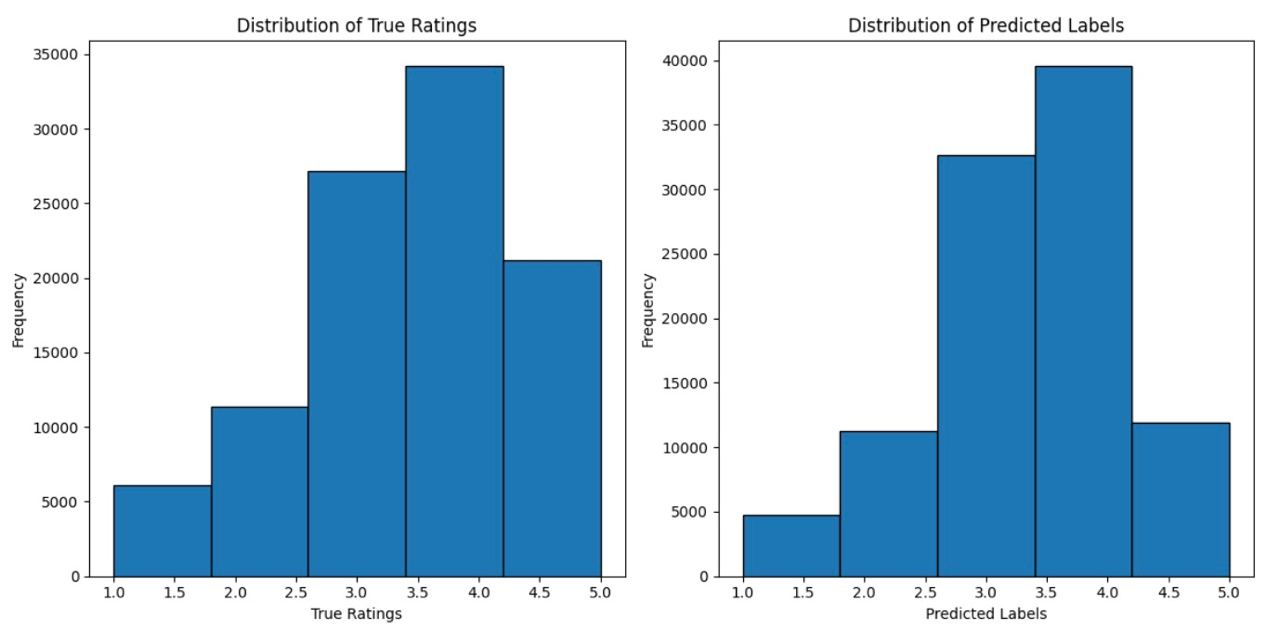 Distribution of True Ratings
Frequency
35000
30000
25000
20000
15000
10000
5000
0
1.0 1.5 2.0 2.5 3.0 3.5 4.0 4.5 5.0
True Ratings
Distribution of Predicted Labels
Frequency
40000
35000
30000
25000
20000
15000
10000
5000
0
1.0 1.5 2.0 2.5 3.0 3.5 4.0 4.5 5.0
Predicted Labels